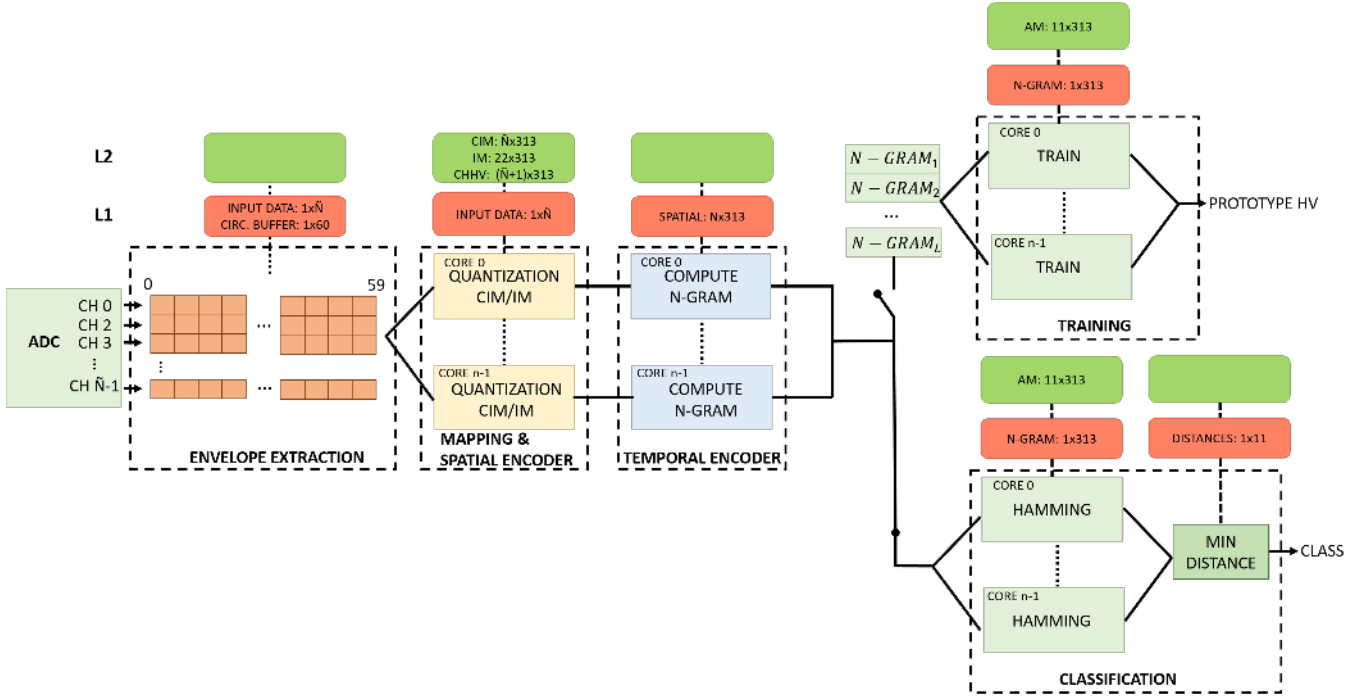 L2
L1
INPUT DATA: 1xÑ
CIRC. BUFFER: 1x60
0
59
ADC
CH 0
CH 2
CH 3
⋮
CH Ñ-1
...
...
ENVELOPE EXTRACTION
CIM: Ñx313
IM: 22x313
CHHV: (Ñ+1)x313
INPUT DATA: 1xÑ
CORE 0
QUANTIZATION
CIM/IM
CORE n-1
QUANTIZATION
CIM/IM
MAPPING &
SPATIAL ENCODER
SPATIAL: Nx313
CORE 0
COMPUTE
N-GRAM
CORE n-1
COMPUTE
N-GRAM
TEMPORAL ENCODER
N − GRAM₁
N − GRAM₂
...
N − GRAM_L
AM: 11x313
N-GRAM: 1x313
CORE 0
TRAIN
CORE n-1
TRAIN
TRAINING
PROTOTYPE HV
AM: 11x313
N-GRAM: 1x313
DISTANCES: 1x11
CORE 0
HAMMING
CORE n-1
HAMMING
MIN
DISTANCE
CLASS
CLASSIFICATION